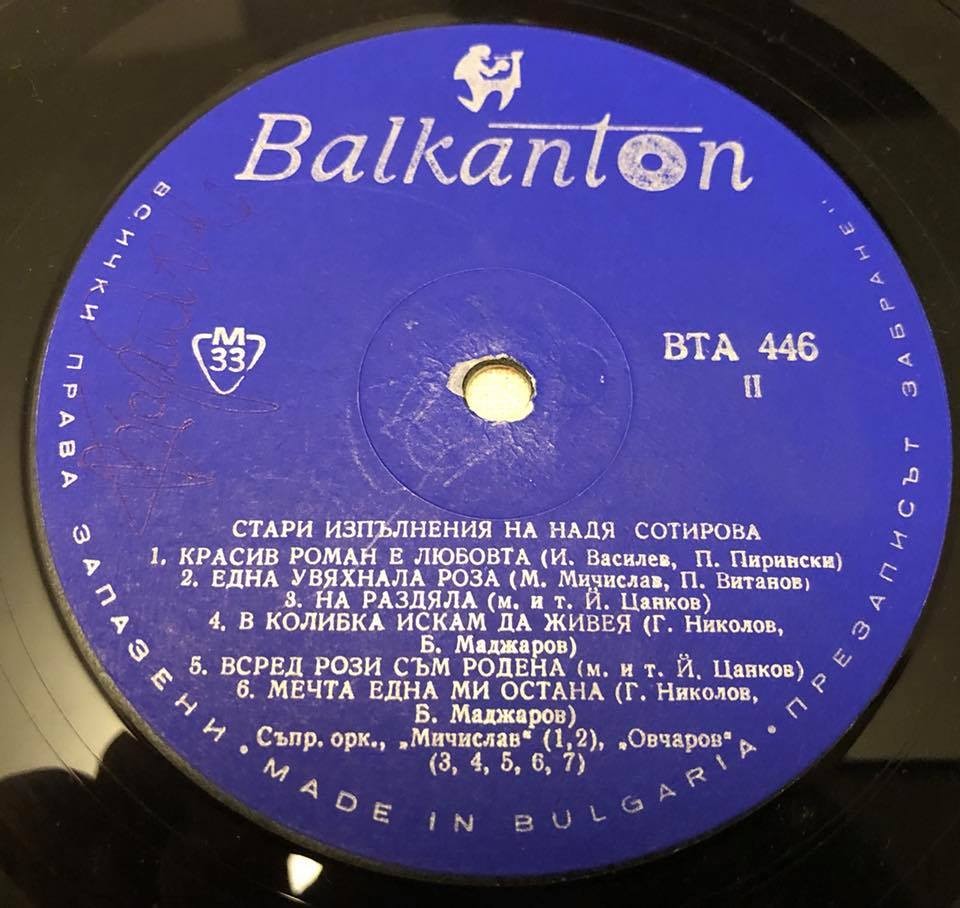 Balkanton
M
33
ВТА 446
II
СТАРИ ИЗПЪЛНЕНИЯ НА НАДЯ СОТИРОВА
1. КРАСИВ РОМАН Е ЛЮБОВТА (И. Василев, П. Пирински)
2. ЕДНА УВЯХНАЛА РОЗА (М. Мичислав, П. Витанов)
3. НА РАЗДЯЛА (м. и т. Й. Цанков)
4. В КОЛИБКА ИСКАМ ДА ЖИВЕЯ (Г. Николов,
Б. Маджаров)
5. ВСРЕД РОЗИ СЪМ РОДЕНА (м. и т. Й. Цанков)
6. МЕЧТА ЕДНА МИ ОСТАНА (Г. Николов,
Б. Маджаров)
Съпр. орк., „Мичислав“ (1,2), „Овчаров“
(3, 4, 5, 6, 7)
ВСИЧКИ ПРАВА ЗАПАЗЕНИ • MADE IN BULGARIA • ПРЕЗАПИСЪТ ЗАБРАНЕН!